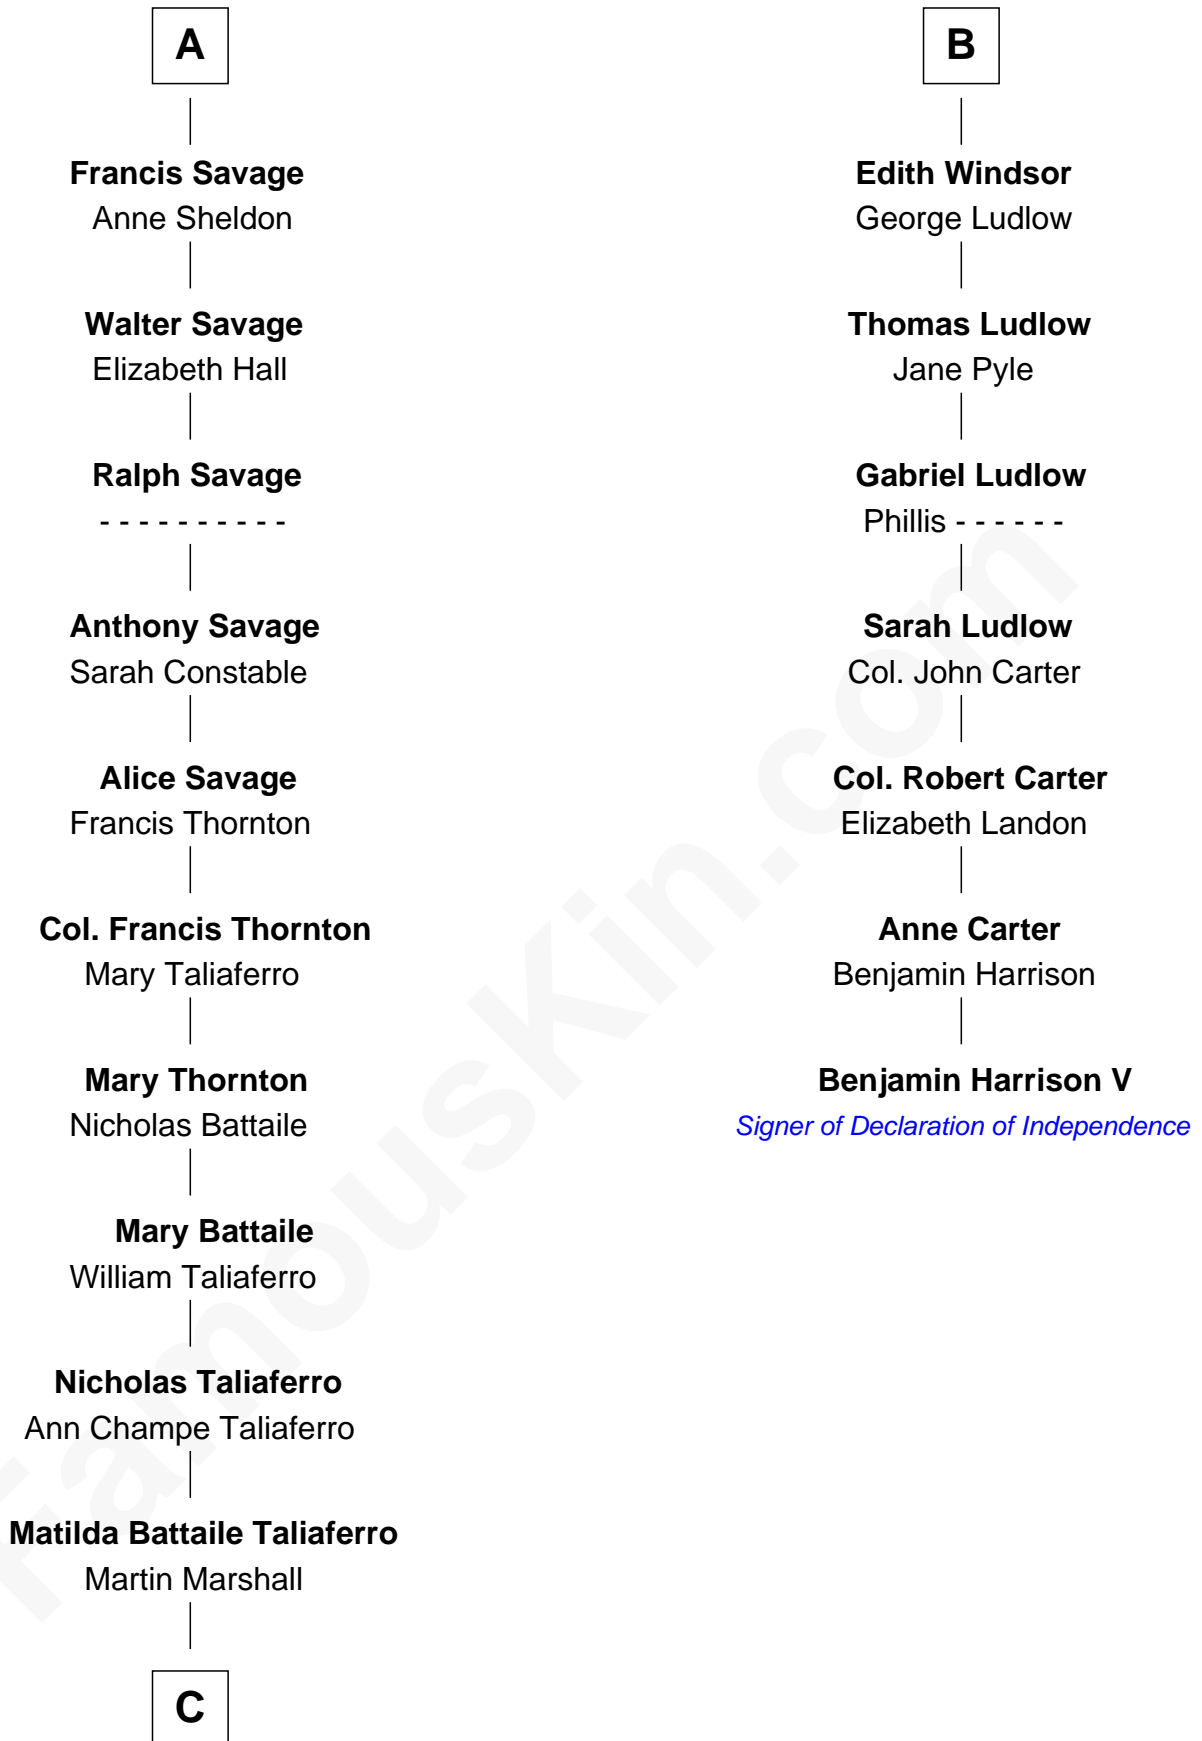 A
Francis Savage
Anne Sheldon
Walter Savage
Elizabeth Hall
Ralph Savage
- - - - - - - - - -
Anthony Savage
Sarah Constable
Alice Savage
Francis Thornton
Col. Francis Thornton
Mary Taliaferro
Mary Thornton
Nicholas Battaile
Mary Battaile
William Taliaferro
Nicholas Taliaferro
Ann Champe Taliaferro
Matilda Battaile Taliaferro
Martin Marshall
C
B
Edith Windsor
George Ludlow
Thomas Ludlow
Jane Pyle
Gabriel Ludlow
Phillis - - - - - -
Sarah Ludlow
Col. John Carter
Col. Robert Carter
Elizabeth Landon
Anne Carter
Benjamin Harrison
Benjamin Harrison V
Signer of Declaration of Independence
FamousKin.com